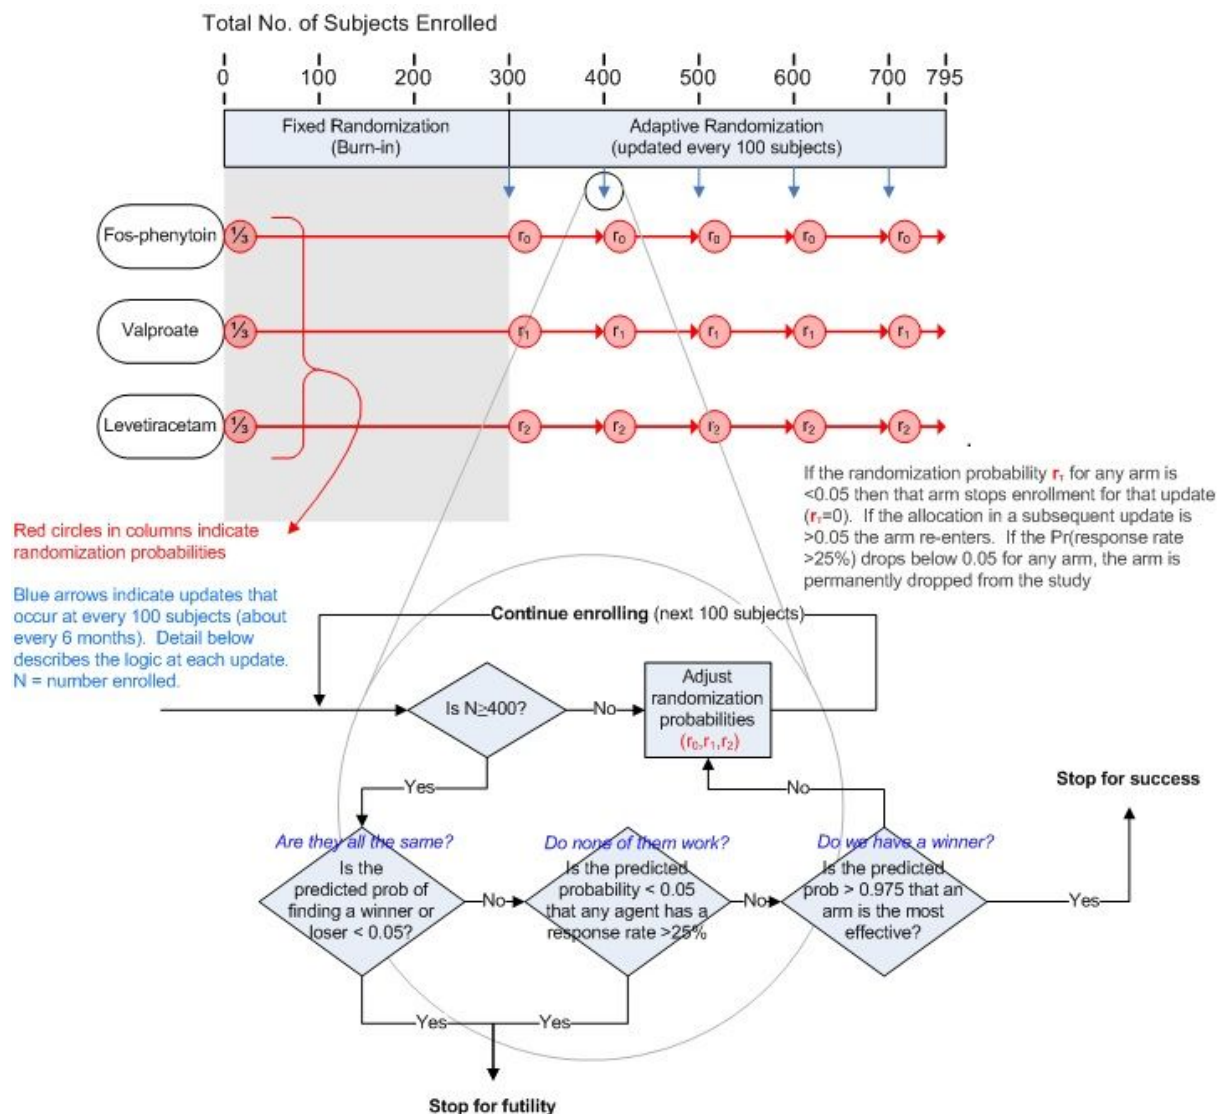 Total No. of Subjects Enrolled
0 100 200 300 400 500 600 700 795
Fixed Randomization
(Burn-in)
Adaptive Randomization
(updated every 100 subjects)
Fos-phenytoin ⅓ r₀ r₀ r₀ r₀ r₀
Valproate ⅓ r₁ r₁ r₁ r₁ r₁
Levetiracetam ⅓ r₂ r₂ r₂ r₂ r₂
If the randomization probability rₜ for any arm is
<0.05 then that arm stops enrollment for that update
(rₜ=0). If the allocation in a subsequent update is
>0.05 the arm re-enters. If the Pr(response rate
>25%) drops below 0.05 for any arm, the arm is
permanently dropped from the study
Red circles in columns indicate
randomization probabilities
Blue arrows indicate updates that
occur at every 100 subjects (about
every 6 months). Detail below
describes the logic at each update.
N = number enrolled.
Continue enrolling (next 100 subjects)
Is N≥400?
No
Adjust
randomization
probabilities
(r₀,r₁,r₂)
Yes
No
Stop for success
Are they all the same?
Is the
predicted prob of
finding a winner or
loser < 0.05?
No
Do none of them work?
Is the predicted
probability < 0.05
that any agent has a
response rate >25%
No
Do we have a winner?
Is the predicted
prob > 0.975 that an
arm is the most
effective?
Yes
Yes
Yes
Stop for futility